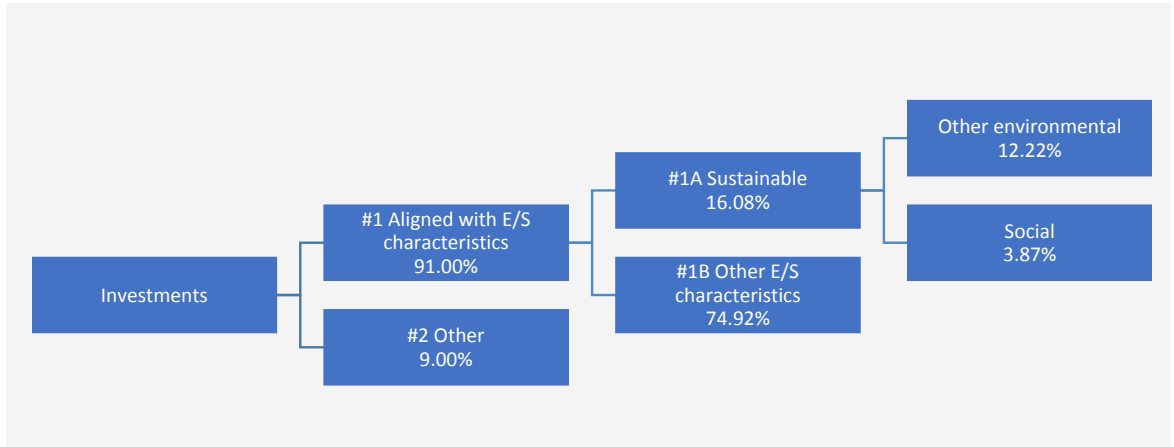 Investments
#1 Aligned with E/S
characteristics
91.00%
#2 Other
9.00%
#1A Sustainable
16.08%
#1B Other E/S
characteristics
74.92%
Other environmental
12.22%
Social
3.87%